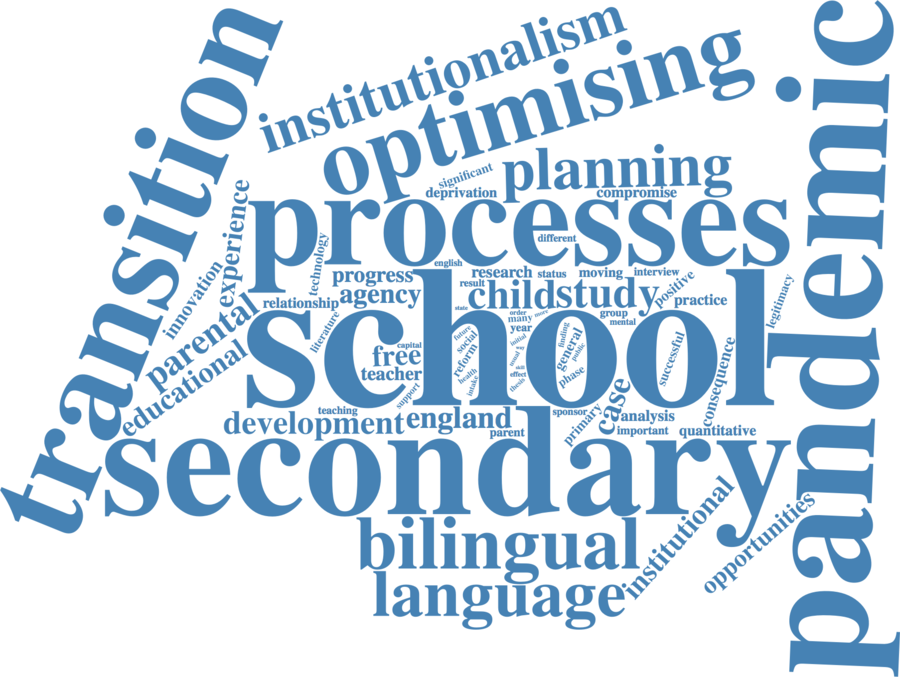 transition
institutionalism
optimising
pandemic
significant
planning
deprivation
compromise
processes
experience
technology
different
english
innovation
progress
research
status
moving
interview
positive
legitimacy
result
relationship
agency
child
study
practice
parental
literature
state
order
more
many
group
mental
year
school
educational
capital
free
teacher
future
social
reform
health
intake
initial
way
equal
skill
effect
thesis
funding
public
general
phase
successful
consequence
support
case
primary
teaching
development
england
parent
sponsor
analysis
important
quantitative
secondary
bilingual
language
institutional
opportunities